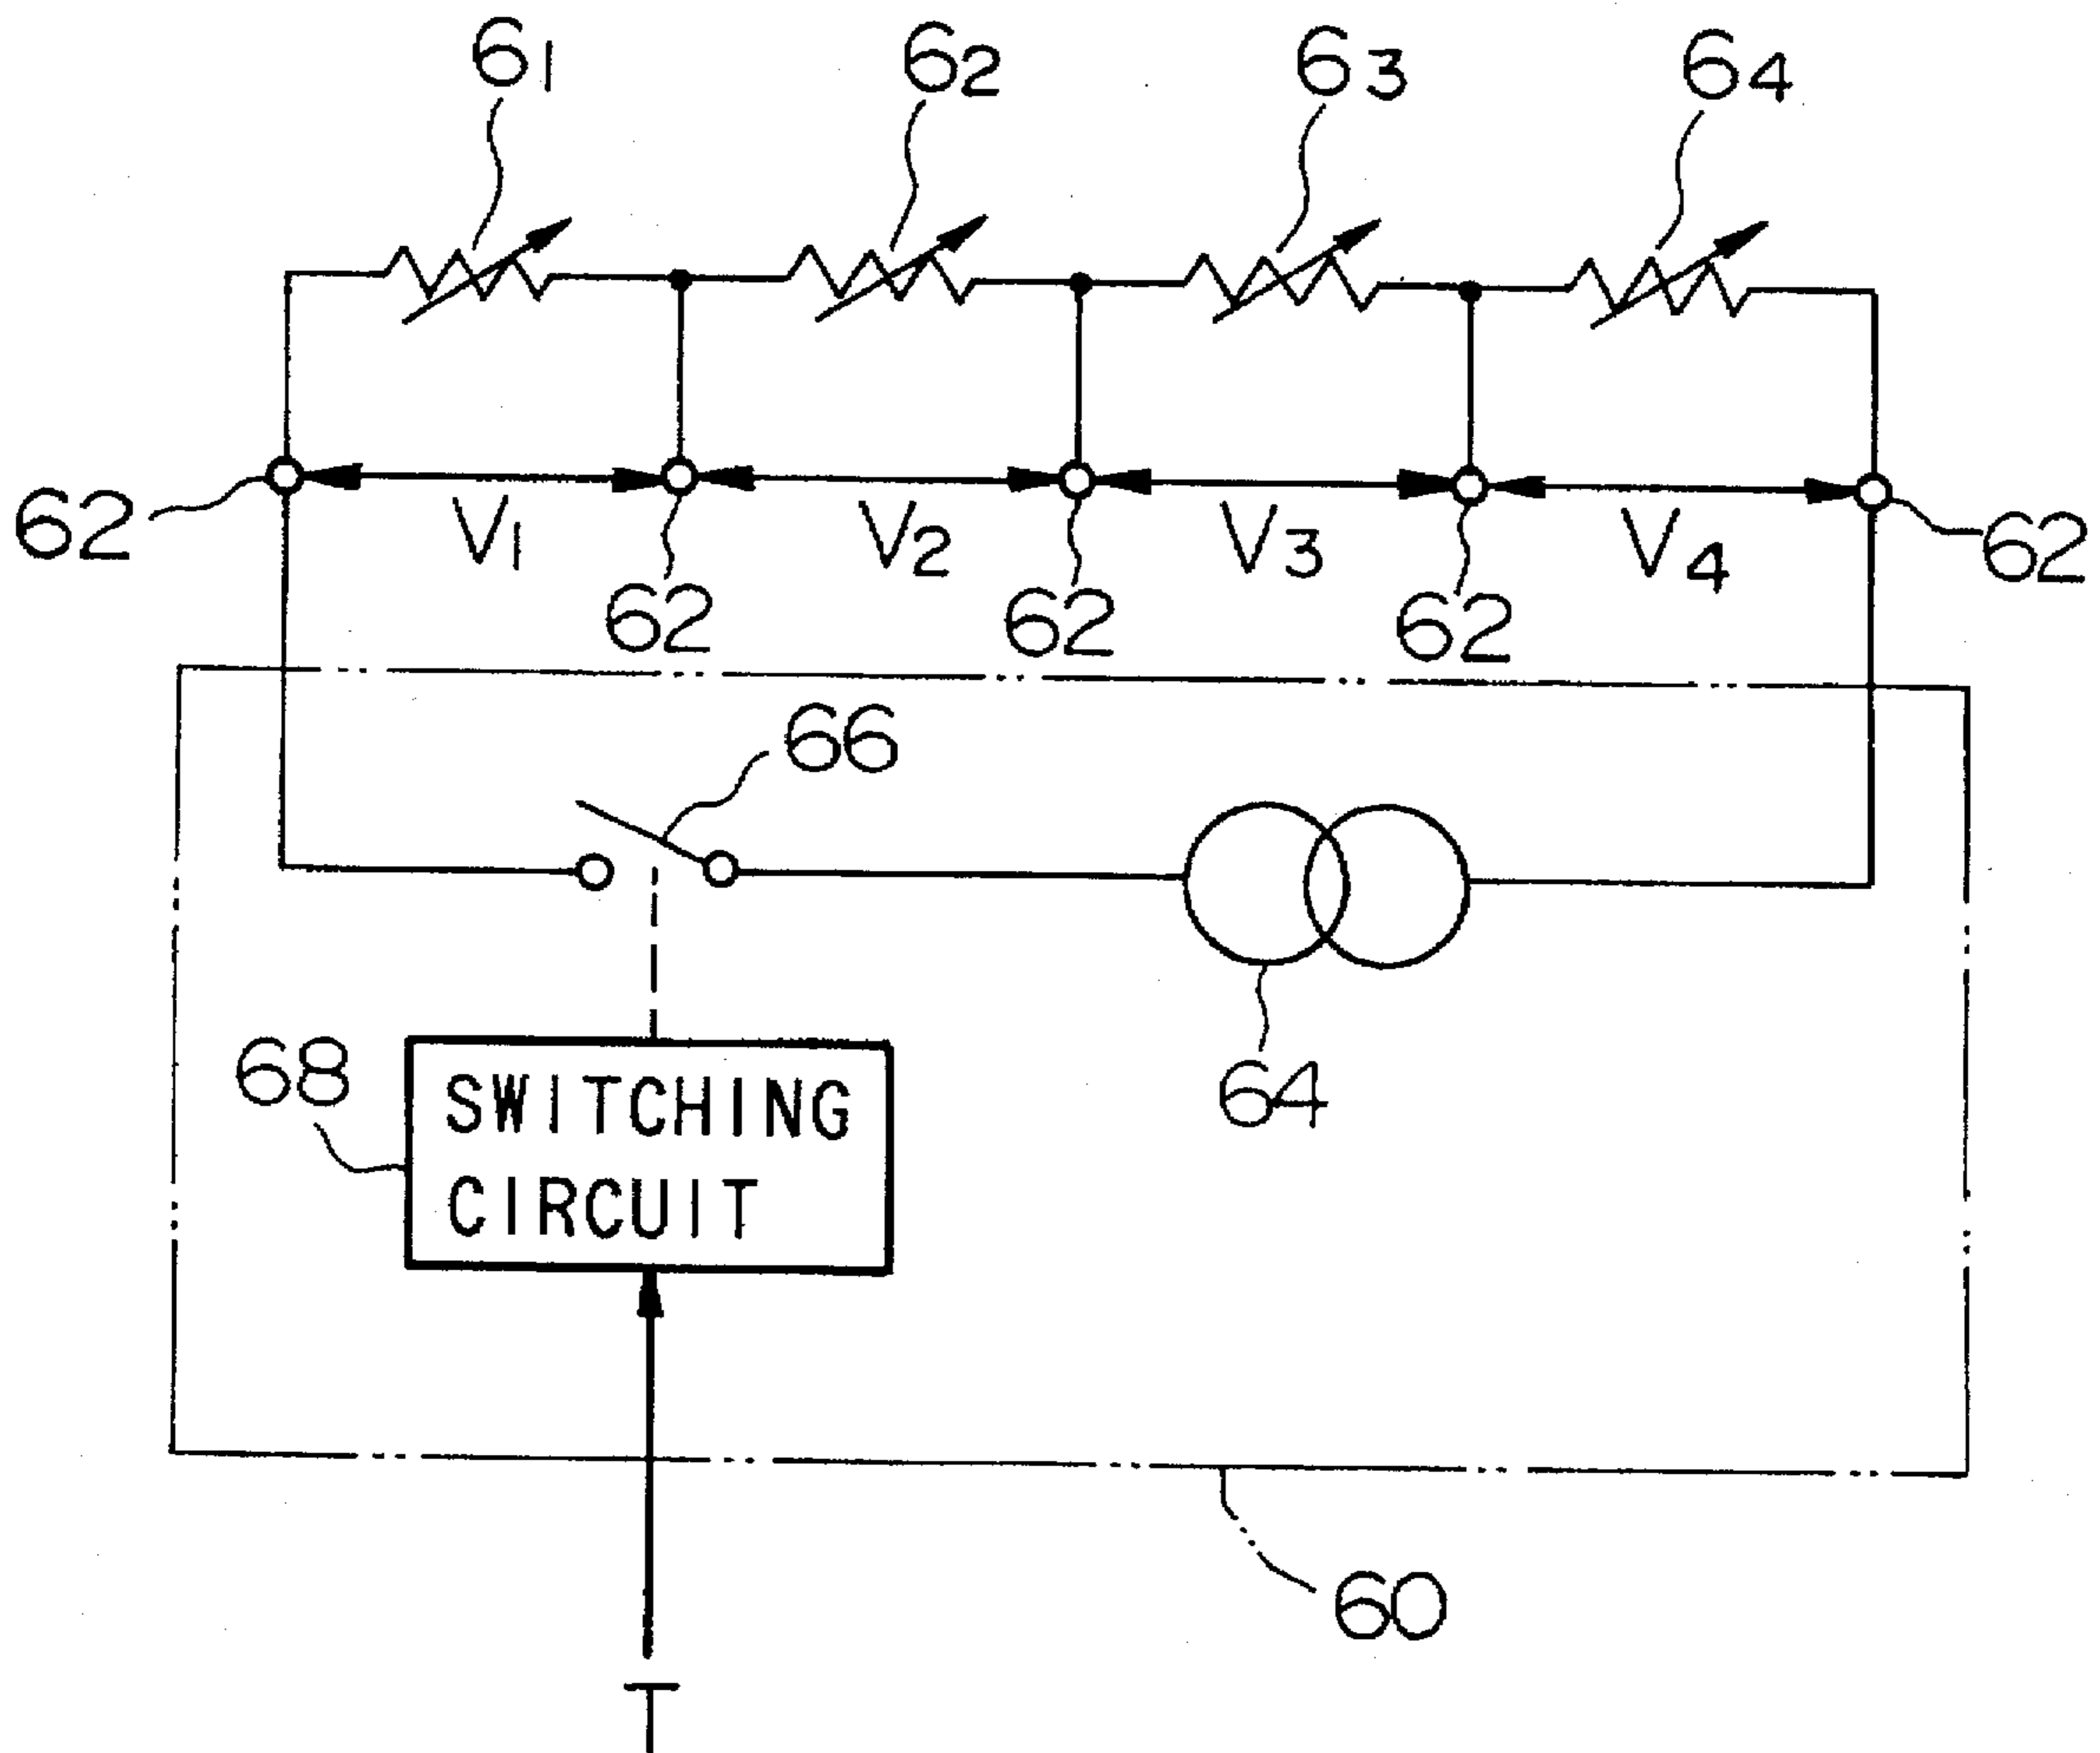 6₁ 6₂ 6₃ 6₄
62 V₁ V₂ V₃ V₄ 62
62 62 62
66
68 SWITCHING
CIRCUIT
64
60
T